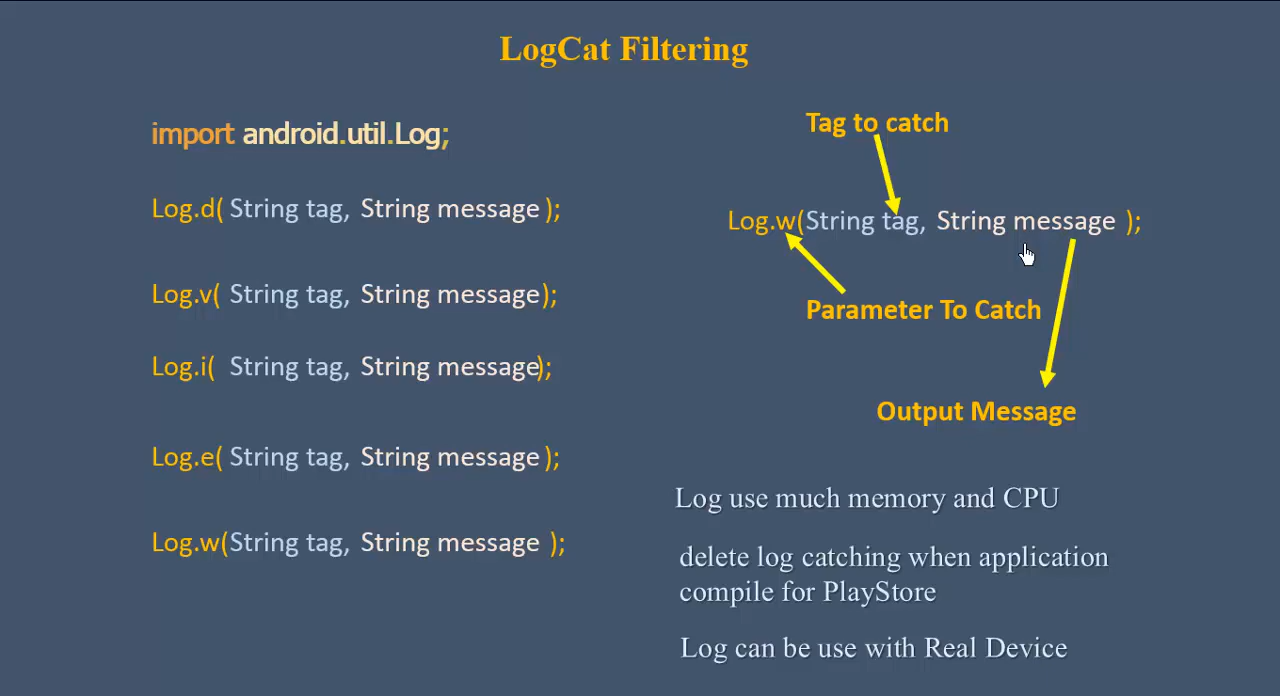 LogCat Filtering
import android.util.Log;
Log.d( String tag, String message );
Log.v( String tag, String message);
Log.i( String tag, String message);
Log.e( String tag, String message );
Log.w(String tag, String message );
Tag to catch
Log.w(String tag, String message );
Parameter To Catch
Output Message
Log use much memory and CPU
delete log catching when application
compile for PlayStore
Log can be use with Real Device